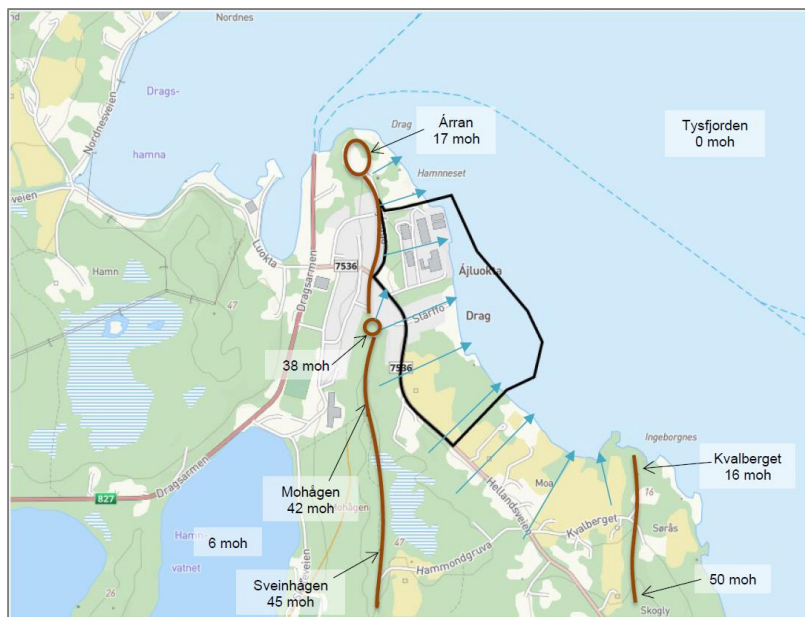 Nordnes
Drags-
hamna
Nordnesveien
Drag
Árran
17 moh
Tysfjorden
0 moh
Hamnneset
sveien
Luokta
Hamn
7536
Dragsarmen
47
Ájluokta
Drag
Stáffo
38 moh
7536
Ingeborgnes
Kvalberget
16 moh
Mohågen
42 moh
Moa
16
827
Dragsarmen
Hellandsveien
Kvalberget
Sørås
Hamn-
vatnet
6 moh
47
Hammondgruva
Sveinhågen
45 moh
26
50 moh
Skogly